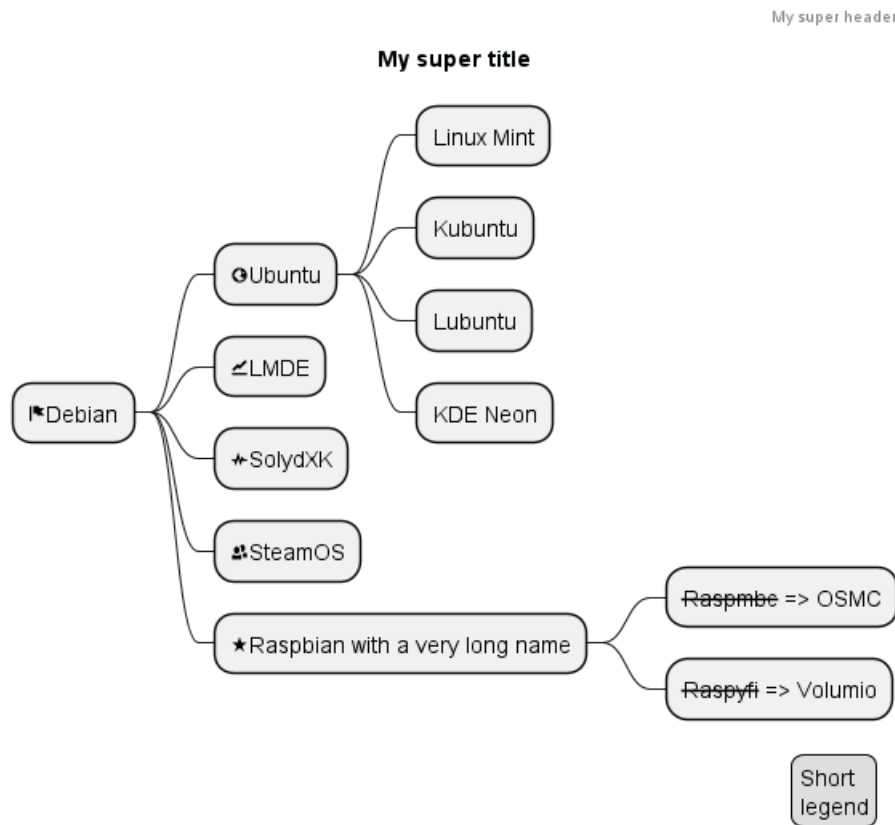 My super header
My super title
Linux Mint
Kubuntu
Ubuntu
Lubuntu
LMDE
Debian
KDE Neon
SolydXK
SteamOS
Raspmbc => OSMC
Raspbian with a very long name
Raspyfi => Volumio
Short
legend